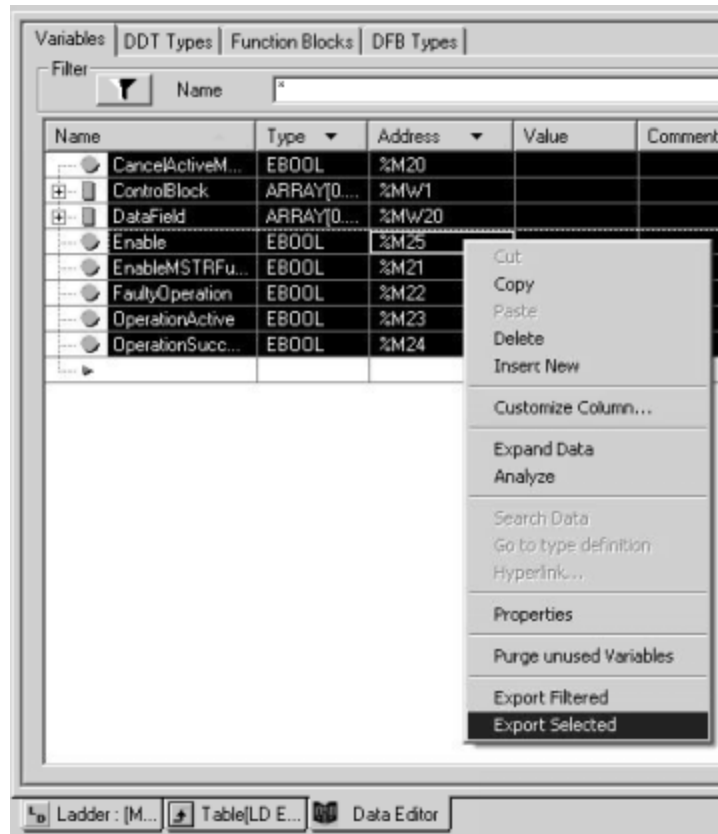 Variables DDT Types Function Blocks DFB Types
Filter
Name *
Name Type Address Value Comment
CancelActiveM... EBOOL %M20
ControlBlock ARRAY[0.... %MW1
DataField ARRAY[0.... %MW20
Enable EBOOL %M25
EnableMSTRFu... EBOOL %M21
FaultyOperation EBOOL %M22
OperationActive EBOOL %M23
OperationSucc... EBOOL %M24
Cut
Copy
Paste
Delete
Insert New
Customize Column...
Expand Data
Analyze
Search Data
Go to type definition
Hyperlink...
Properties
Purge unused Variables
Export Filtered
Export Selected
Ladder : [M... Table[LD E... Data Editor